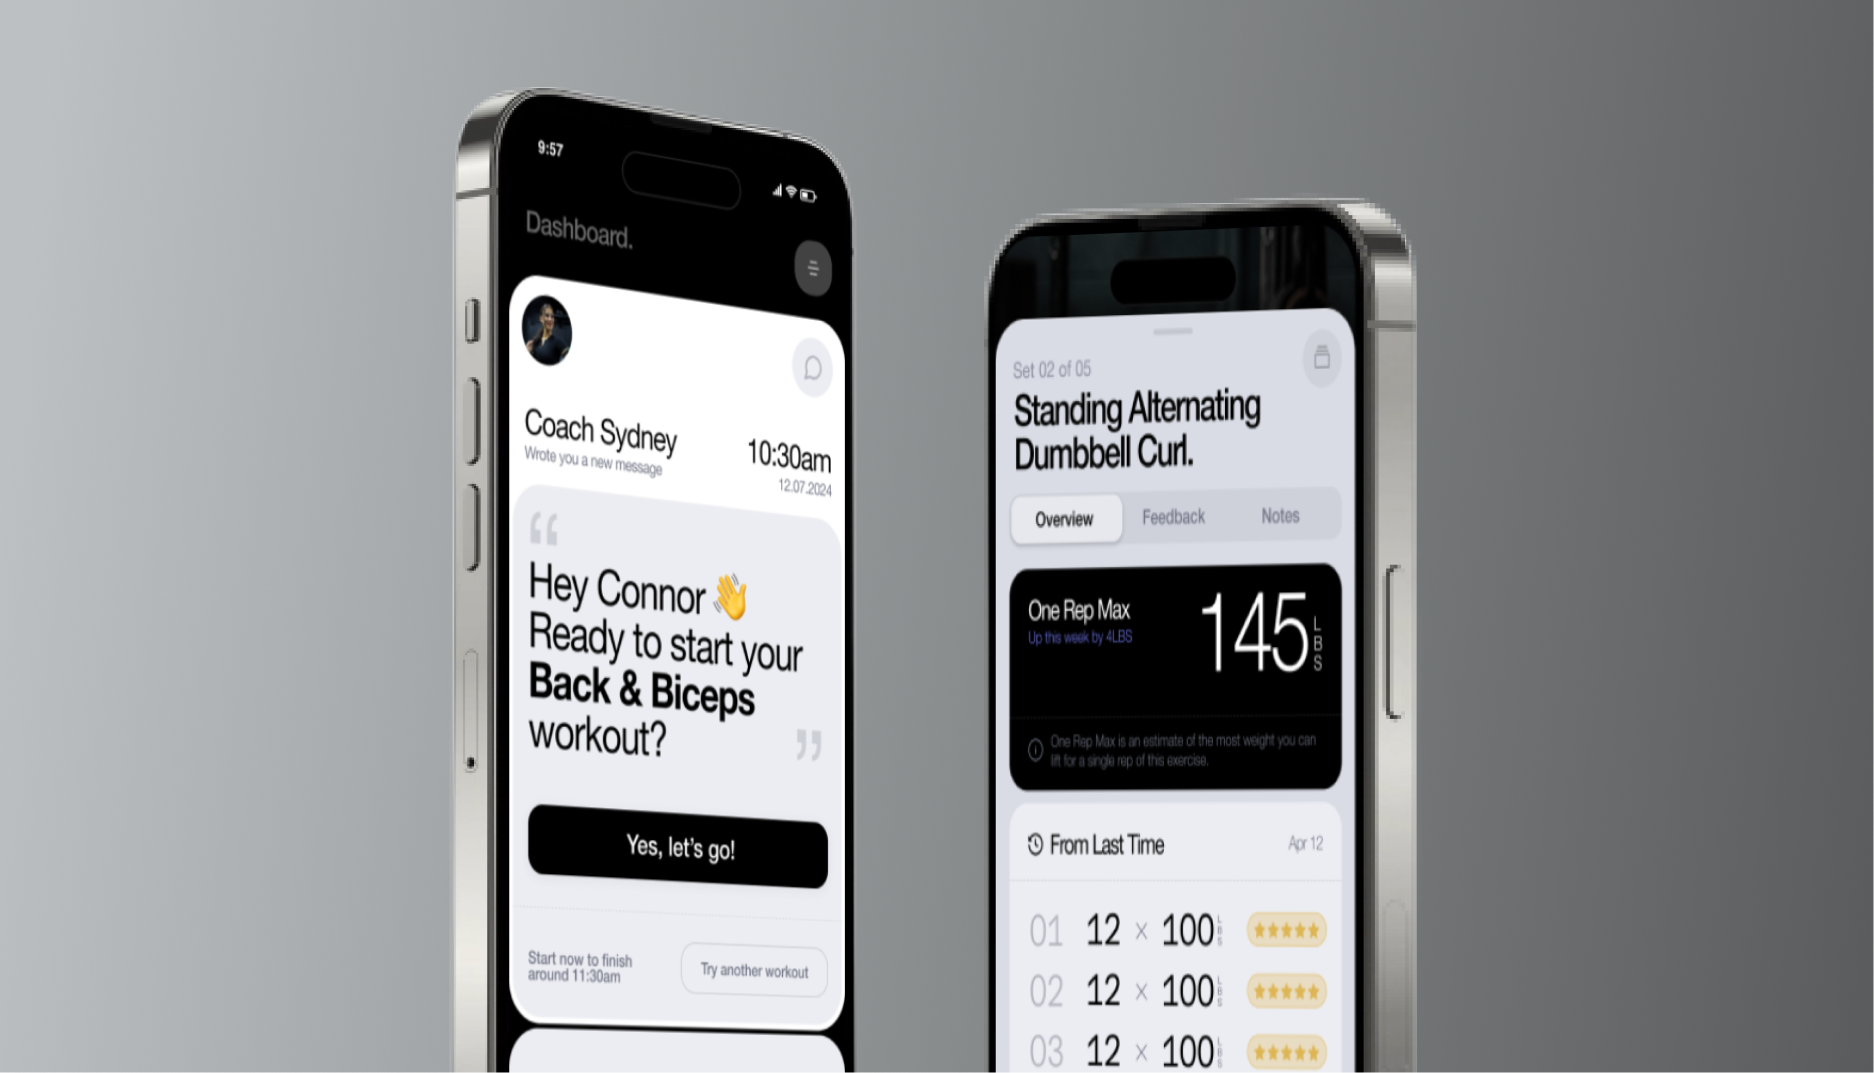 9:57
Dashboard.
Coach Sydney
Wrote you a new message
10:30am
12.07.2024
“
Hey Connor 👋
Ready to start your
Back & Biceps
workout?
”
Yes, let's go!
Start now to finish
around 11:30am
Try another workout
Set 02 of 05
Standing Alternating
Dumbbell Curl.
Overview Feedback Notes
One Rep Max
Up this week by 4LBS
145 LBS
One Rep Max is an estimate of the most weight you can
lift for a single rep of this exercise.
From Last Time Apr 12
01 12 × 100 LBS
02 12 × 100 LBS
03 12 × 100 LBS